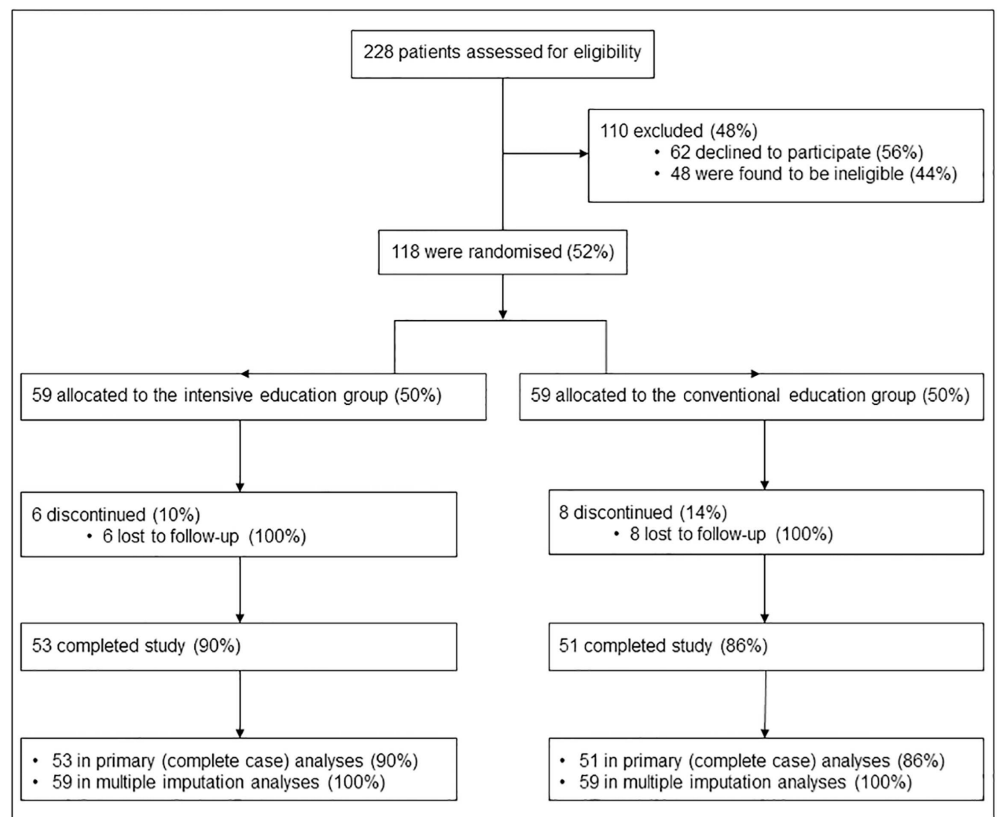 228 patients assessed for eligibility
110 excluded (48%)
• 62 declined to participate (56%)
• 48 were found to be ineligible (44%)
118 were randomised (52%)
59 allocated to the intensive education group (50%)
59 allocated to the conventional education group (50%)
6 discontinued (10%)
• 6 lost to follow-up (100%)
8 discontinued (14%)
• 8 lost to follow-up (100%)
53 completed study (90%)
51 completed study (86%)
• 53 in primary (complete case) analyses (90%)
• 59 in multiple imputation analyses (100%)
• 51 in primary (complete case) analyses (86%)
• 59 in multiple imputation analyses (100%)